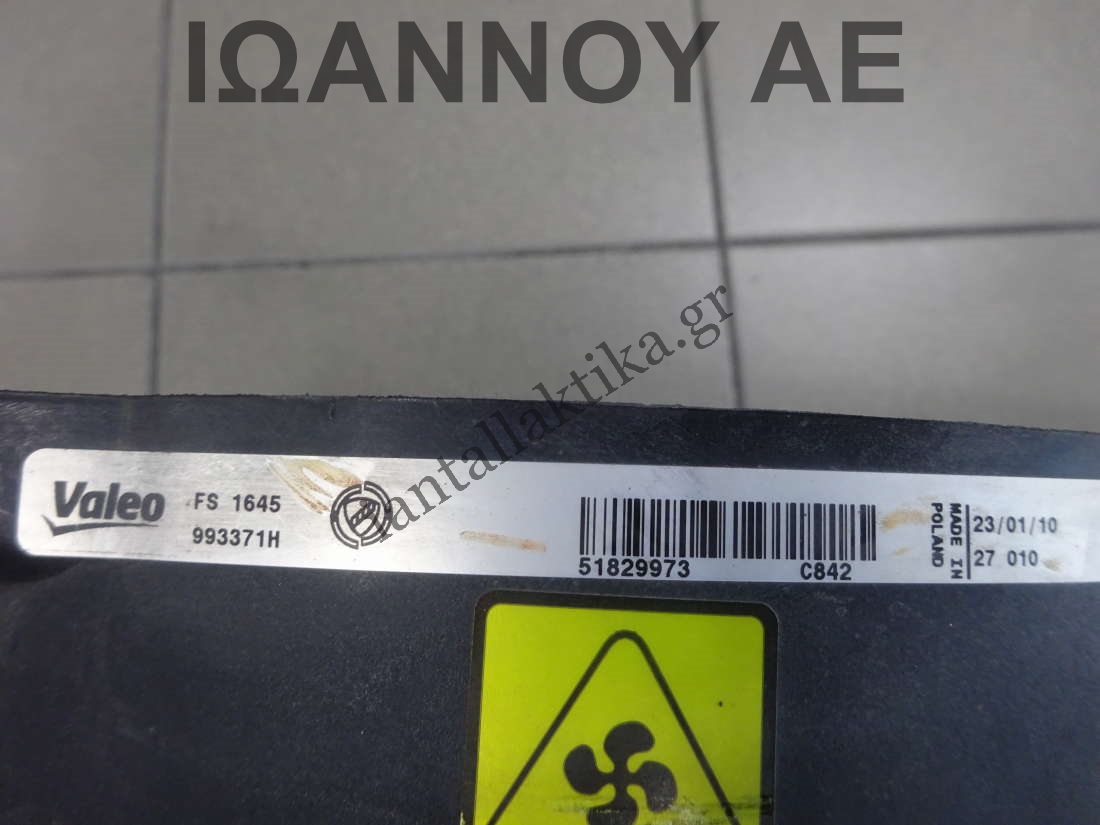 ΙΩΑΝΝΟΥ ΑΕ
antallaktika.gr
Valeo
FS 1645
993371H
51829973 C842
MADE IN
POLAND
23/01/10
27 010